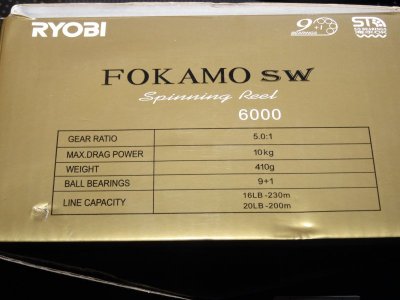 RYOBI
9+1
BEARINGS
FOKAMO SW
Spinning Reel
6000
GEAR RATIO 5.0:1
MAX.DRAG POWER 10kg
WEIGHT 410g
BALL BEARINGS 9+1
LINE CAPACITY 16LB -230m
20LB -200m